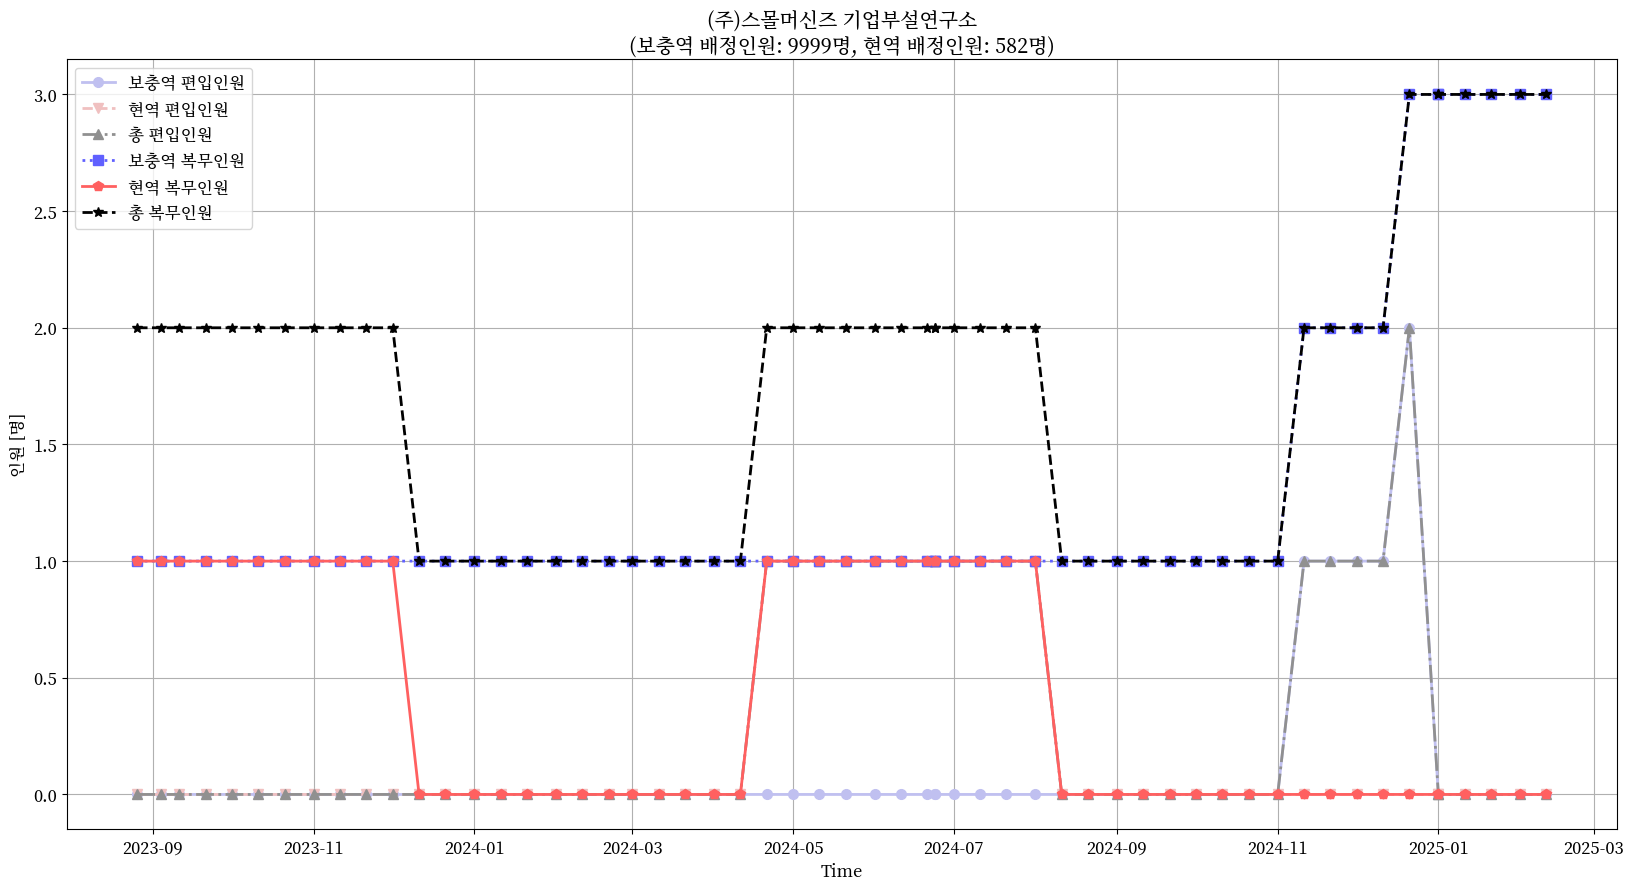 (주)스몰머신즈 기업부설연구소
(보충역 배정인원: 9999명, 현역 배정인원: 582명)
보충역 편입인원
현역 편입인원
총 편입인원
보충역 복무인원
현역 복무인원
총 복무인원
3.0
2.5
2.0
1.5
1.0
0.5
0.0
인원 [명]
2023-09
2023-11
2024-01
2024-03
2024-05
2024-07
2024-09
2024-11
2025-01
2025-03
Time